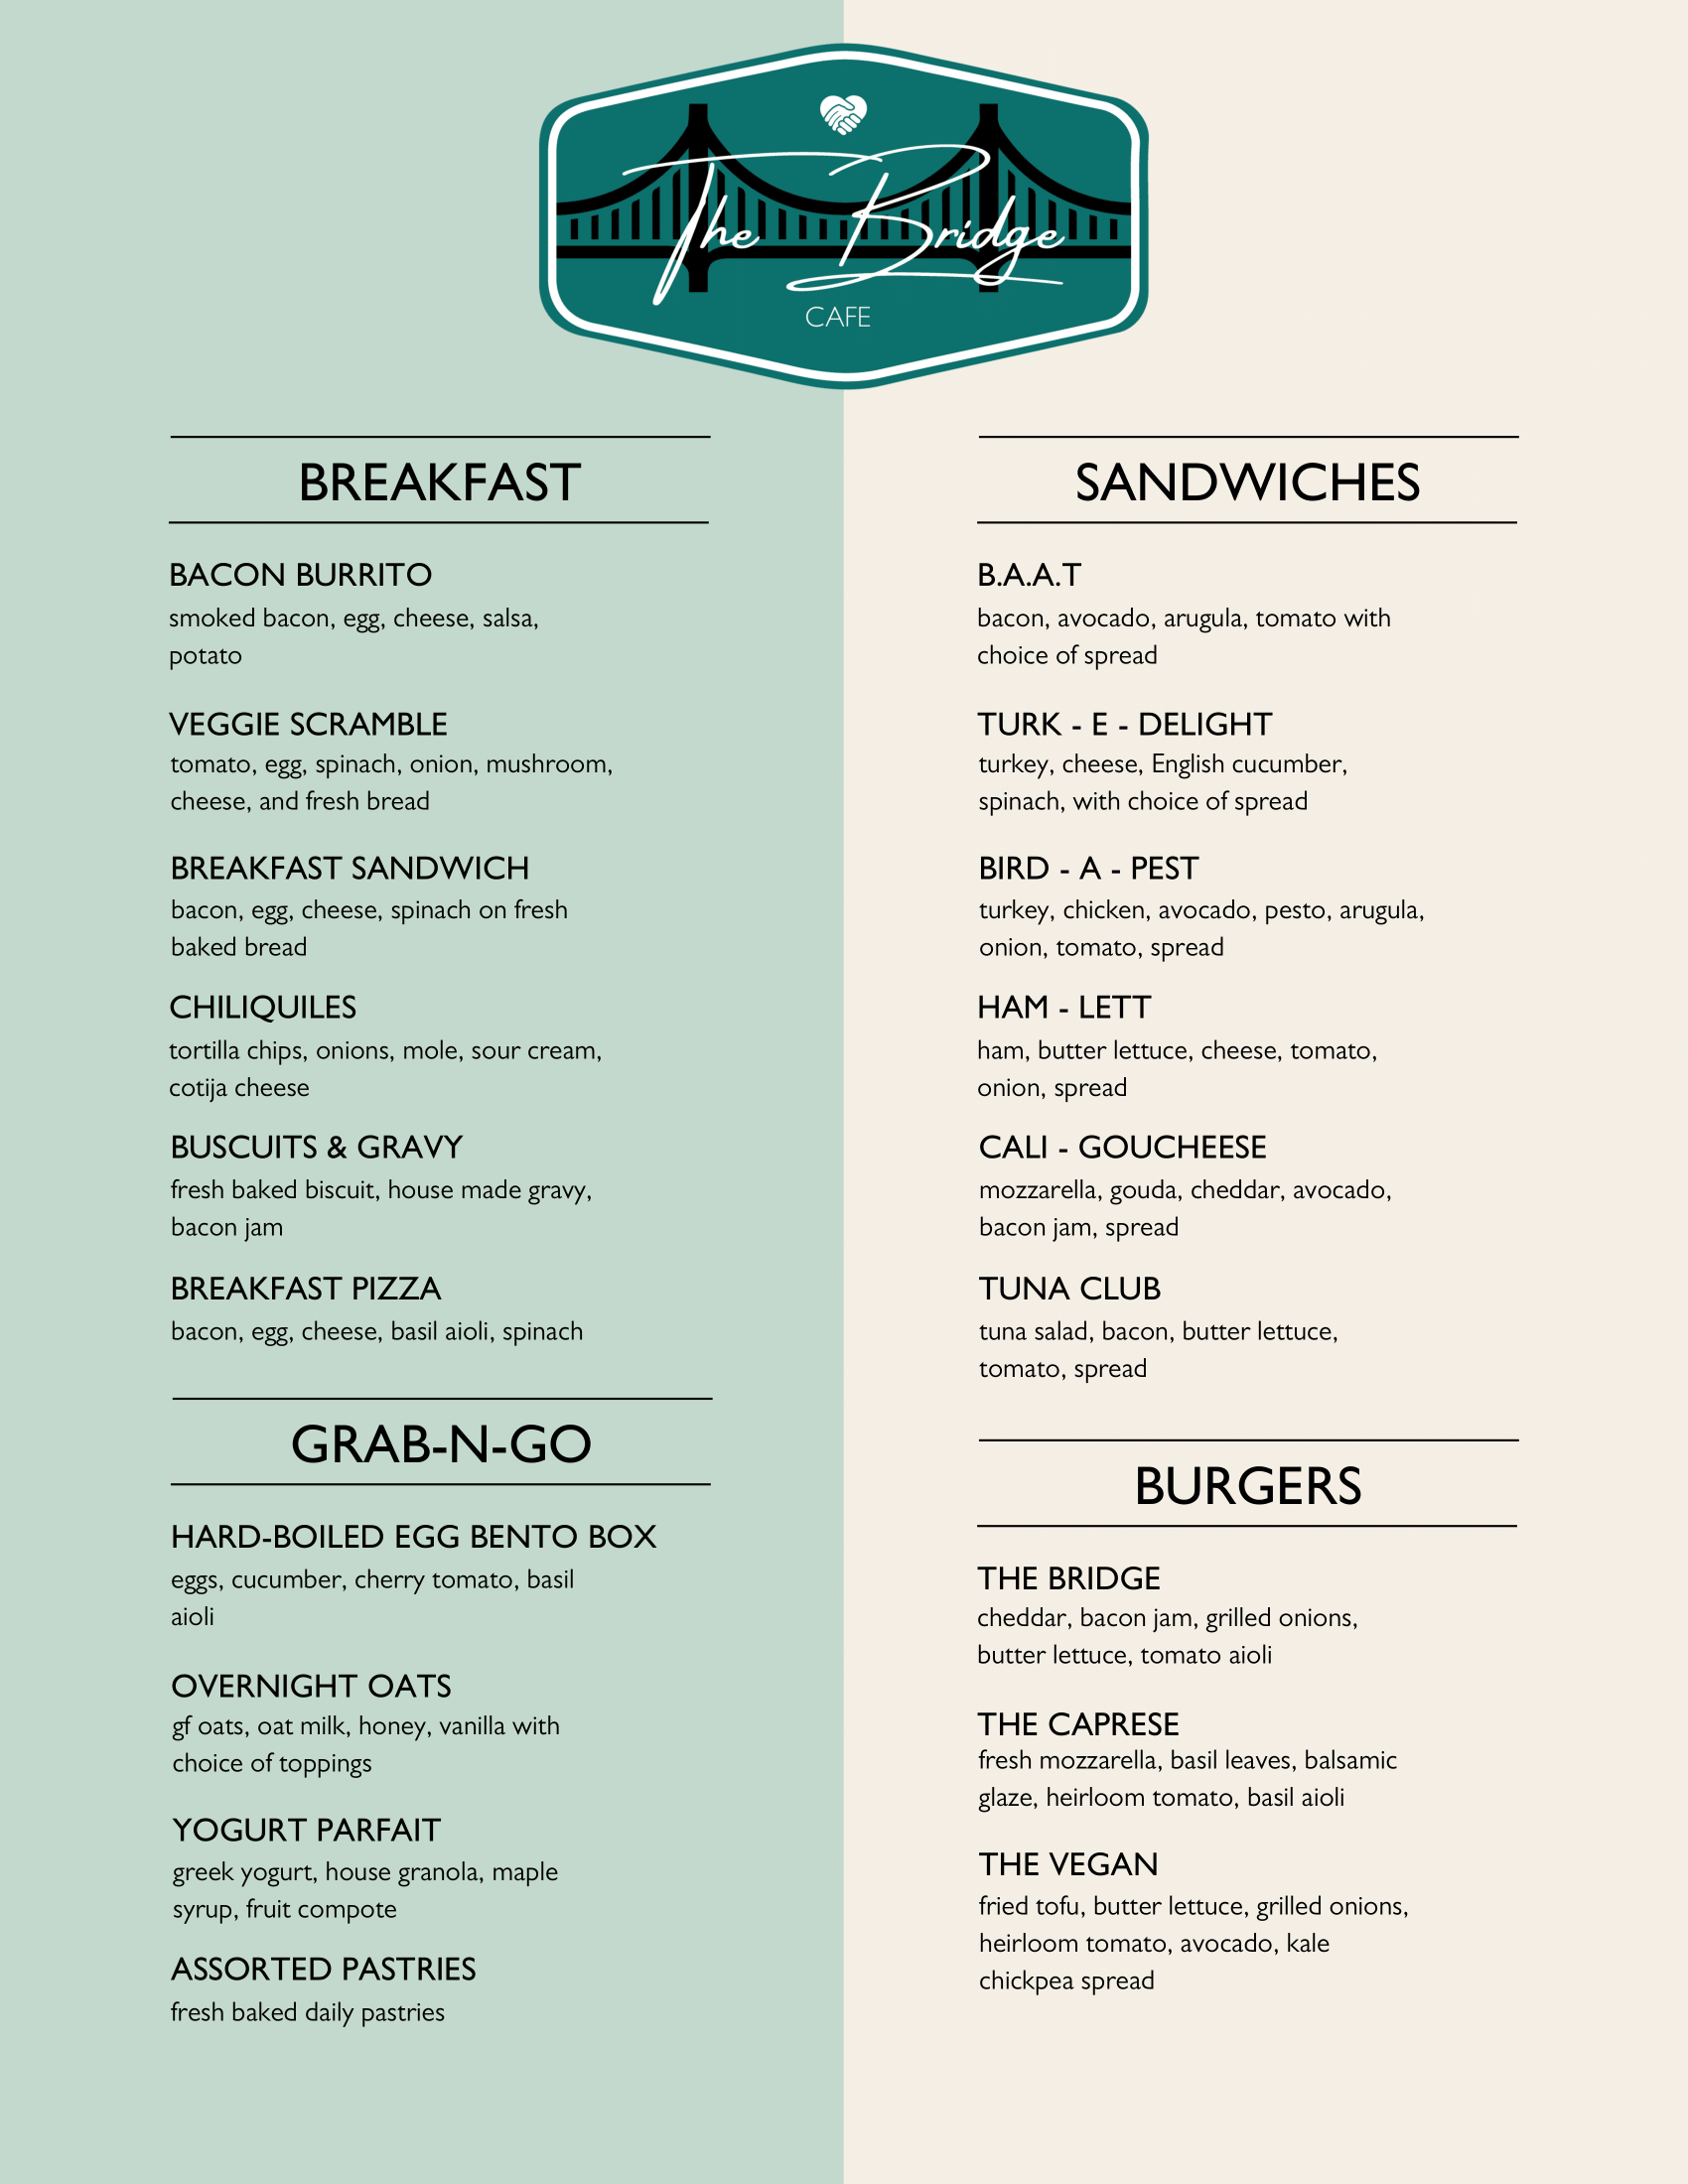 The Bridge
CAFE
BREAKFAST
BACON BURRITO
smoked bacon, egg, cheese, salsa,
potato
VEGGIE SCRAMBLE
tomato, egg, spinach, onion, mushroom,
cheese, and fresh bread
BREAKFAST SANDWICH
bacon, egg, cheese, spinach on fresh
baked bread
CHILIQUILES
tortilla chips, onions, mole, sour cream,
cotija cheese
BUSCUITS & GRAVY
fresh baked biscuit, house made gravy,
bacon jam
BREAKFAST PIZZA
bacon, egg, cheese, basil aioli, spinach
GRAB-N-GO
HARD-BOILED EGG BENTO BOX
eggs, cucumber, cherry tomato, basil
aioli
OVERNIGHT OATS
gf oats, oat milk, honey, vanilla with
choice of toppings
YOGURT PARFAIT
greek yogurt, house granola, maple
syrup, fruit compote
ASSORTED PASTRIES
fresh baked daily pastries
SANDWICHES
B.A.A.T
bacon, avocado, arugula, tomato with
choice of spread
TURK - E - DELIGHT
turkey, cheese, English cucumber,
spinach, with choice of spread
BIRD - A - PEST
turkey, chicken, avocado, pesto, arugula,
onion, tomato, spread
HAM - LETT
ham, butter lettuce, cheese, tomato,
onion, spread
CALI - GOUCHEESE
mozzarella, gouda, cheddar, avocado,
bacon jam, spread
TUNA CLUB
tuna salad, bacon, butter lettuce,
tomato, spread
BURGERS
THE BRIDGE
cheddar, bacon jam, grilled onions,
butter lettuce, tomato aioli
THE CAPRESE
fresh mozzarella, basil leaves, balsamic
glaze, heirloom tomato, basil aioli
THE VEGAN
fried tofu, butter lettuce, grilled onions,
heirloom tomato, avocado, kale
chickpea spread